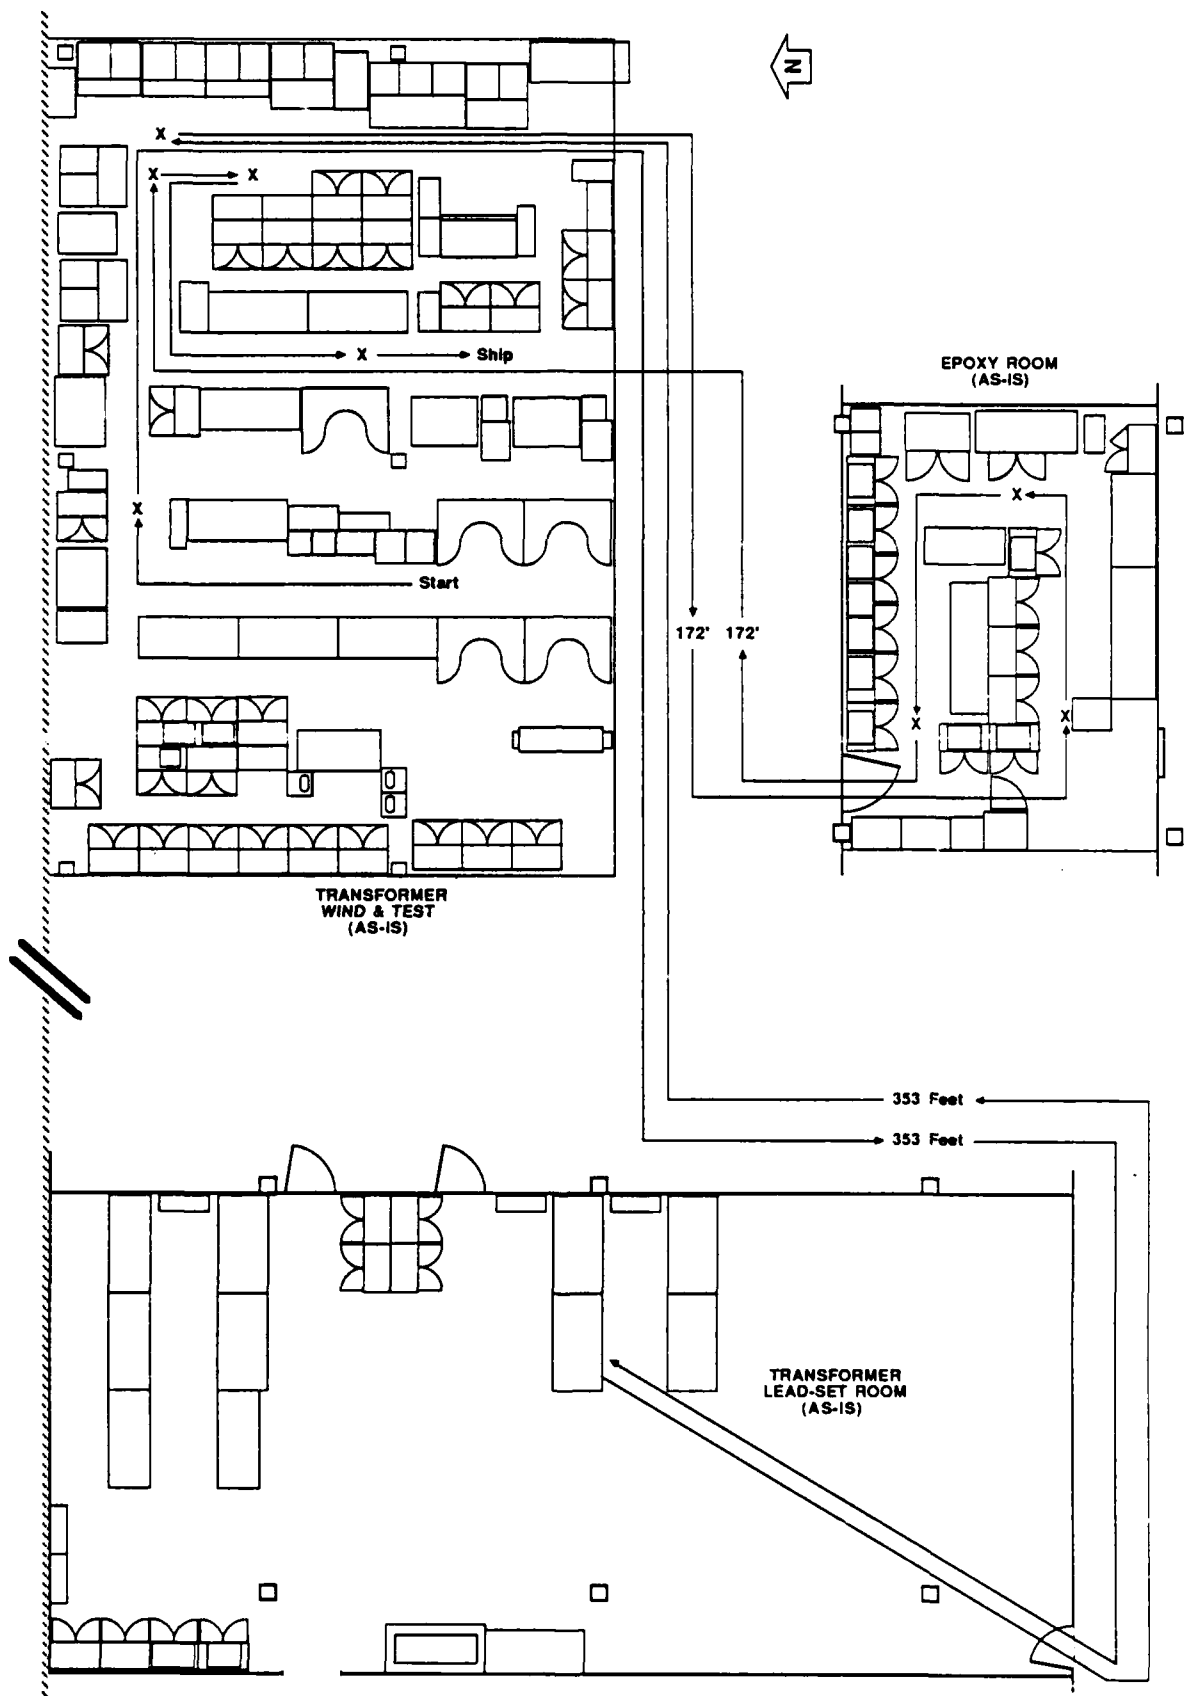 N
X
X
X
X
Ship
EPOXY ROOM
(AS-IS)
X
X
Start
172'
172'
X
X
TRANSFORMER
WIND & TEST
(AS-IS)
353 Feet
353 Feet
TRANSFORMER
LEAD-SET ROOM
(AS-IS)